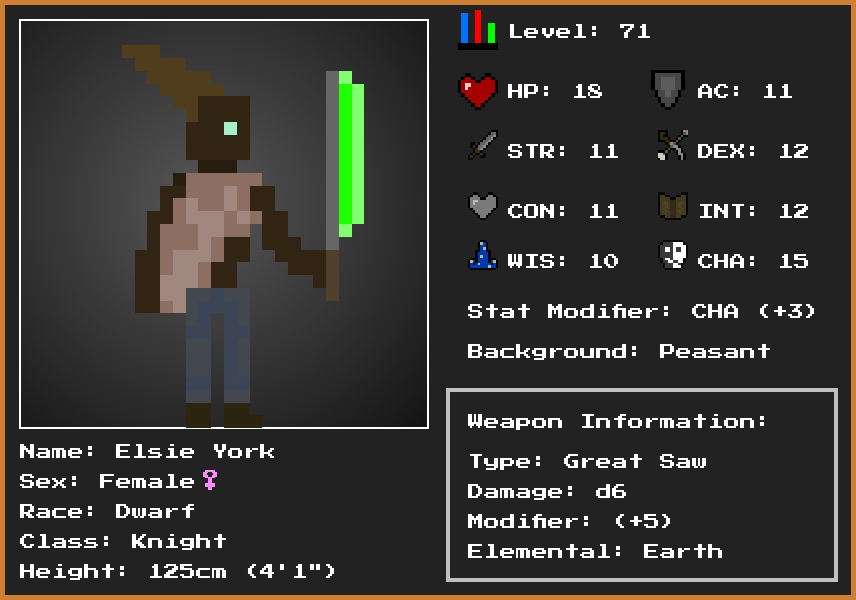 Level: 71
HP: 18 AC: 11
STR: 11 DEX: 12
CON: 11 INT: 12
WIS: 10 CHA: 15
Stat Modifier: CHA (+3)
Background: Peasant
Name: Elsie York
Sex: Female♀
Race: Dwarf
Class: Knight
Height: 125cm (4'1")
Weapon Information:
Type: Great Saw
Damage: d6
Modifier: (+5)
Elemental: Earth